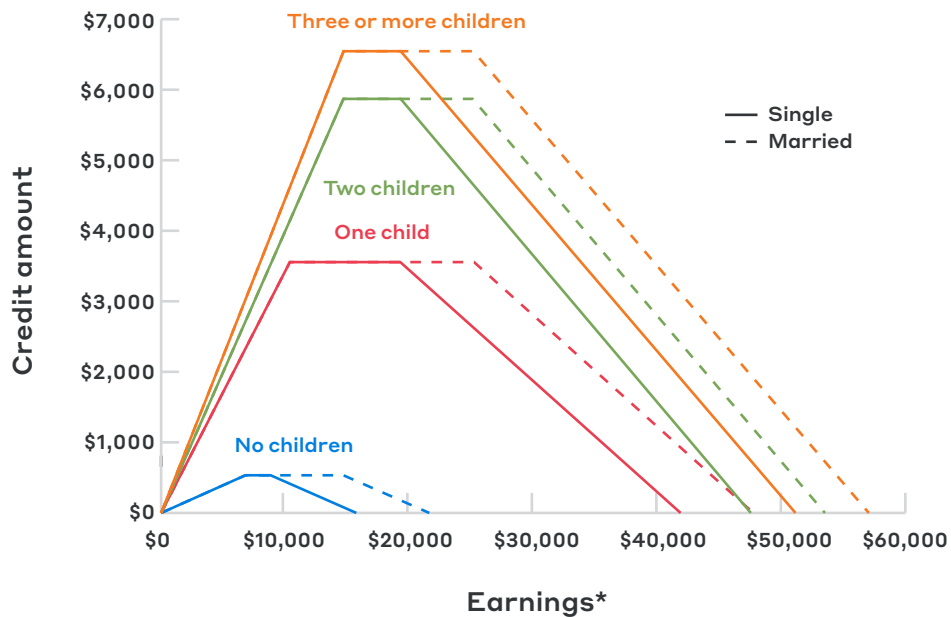 $7,000
Three or more children
$6,000
Single
Married
$5,000
Two children
$4,000
One child
$3,000
$2,000
$1,000
No children
$0
Credit amount
$0 $10,000 $20,000 $30,000 $40,000 $50,000 $60,000
Earnings*